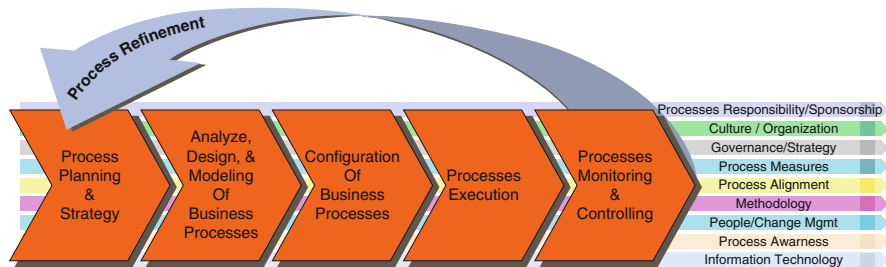 Process Refinement
Process
Planning
&
Strategy
Analyze,
Design, &
Modeling
Of
Business
Processes
Configuration
Of
Business
Processes
Processes
Execution
Processes
Monitoring
&
Controlling
Processes Responsibility/Sponsorship
Culture / Organization
Governance/Strategy
Process Measures
Process Alignment
Methodology
People/Change Mgmt
Process Awarness
Information Technology